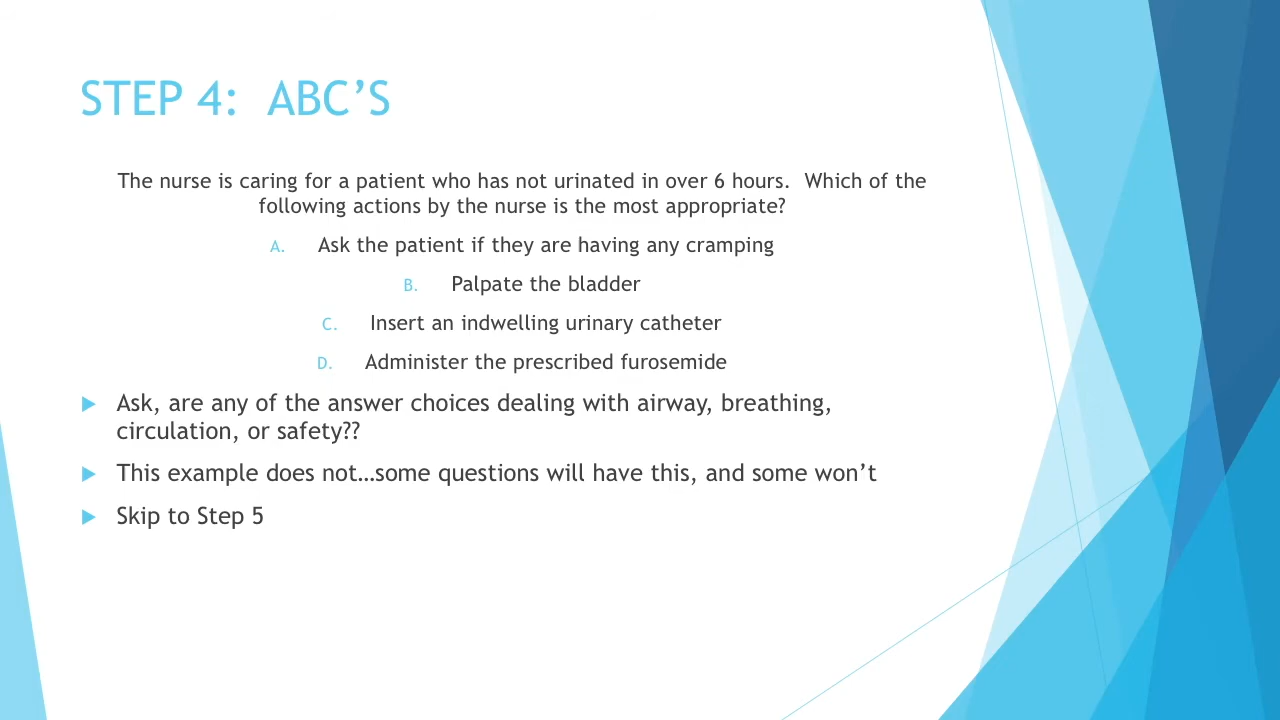 STEP 4: ABC’S
The nurse is caring for a patient who has not urinated in over 6 hours. Which of the
following actions by the nurse is the most appropriate?
A. Ask the patient if they are having any cramping
B. Palpate the bladder
C. Insert an indwelling urinary catheter
D. Administer the prescribed furosemide
Ask, are any of the answer choices dealing with airway, breathing,
circulation, or safety??
This example does not…some questions will have this, and some won’t
Skip to Step 5